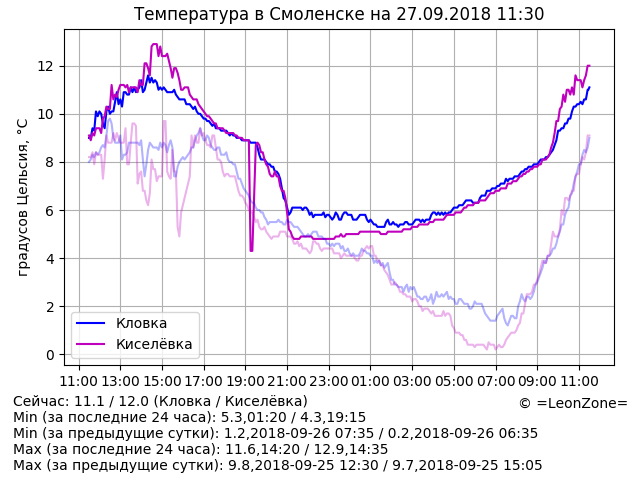 Температура в Смоленске на 27.09.2018 11:30
градусов Цельсия, °C
12
10
8
6
4
2
0
Кловка
Киселёвка
11:00 13:00 15:00 17:00 19:00 21:00 23:00 01:00 03:00 05:00 07:00 09:00 11:00
Сейчас: 11.1 / 12.0 (Кловка / Киселёвка)
© =LeonZone=
Min (за последние 24 часа): 5.3,01:20 / 4.3,19:15
Min (за предыдущие сутки): 1.2,2018-09-26 07:35 / 0.2,2018-09-26 06:35
Max (за последние 24 часа): 11.6,14:20 / 12.9,14:35
Max (за предыдущие сутки): 9.8,2018-09-25 12:30 / 9.7,2018-09-25 15:05